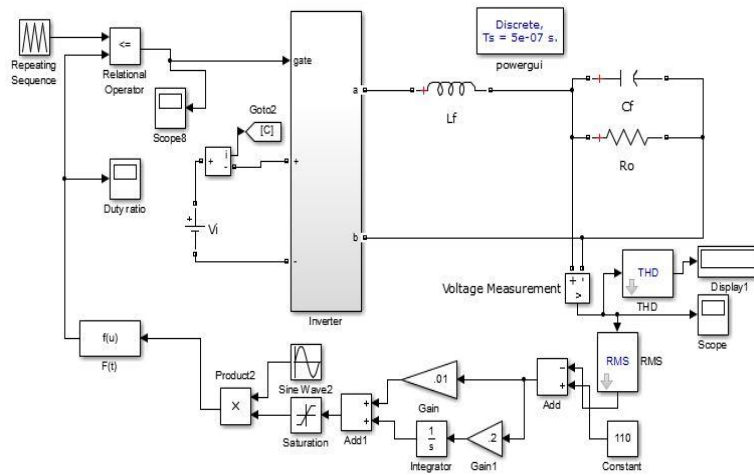 Discrete,
Ts = 5e-07 s.
powergui
<=
Repeating
Sequence
Relational
Operator
gate
Scope8
Goto2
[C]
i
+
-
+
a
Lf
+
Cf
+
Ro
+
Duty ratio
+
Vi
-
b
Inverter
Voltage Measurement
+
-
v
THD
THD
Display1
Scope
f(u)
F(t)
Product2
X
Sine Wave2
Saturation
+
+
Add1
.01
Gain
1
s
Integrator
.2
Gain1
-
+
Add
RMS
RMS
110
Constant